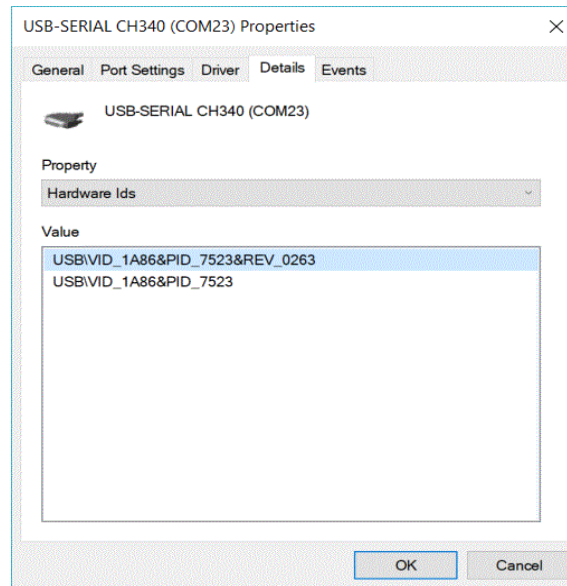 USB-SERIAL CH340 (COM23) Properties
General Port Settings Driver Details Events
USB-SERIAL CH340 (COM23)
Property
Hardware Ids
Value
USB\VID_1A86&PID_7523&REV_0263
USB\VID_1A86&PID_7523
OK Cancel